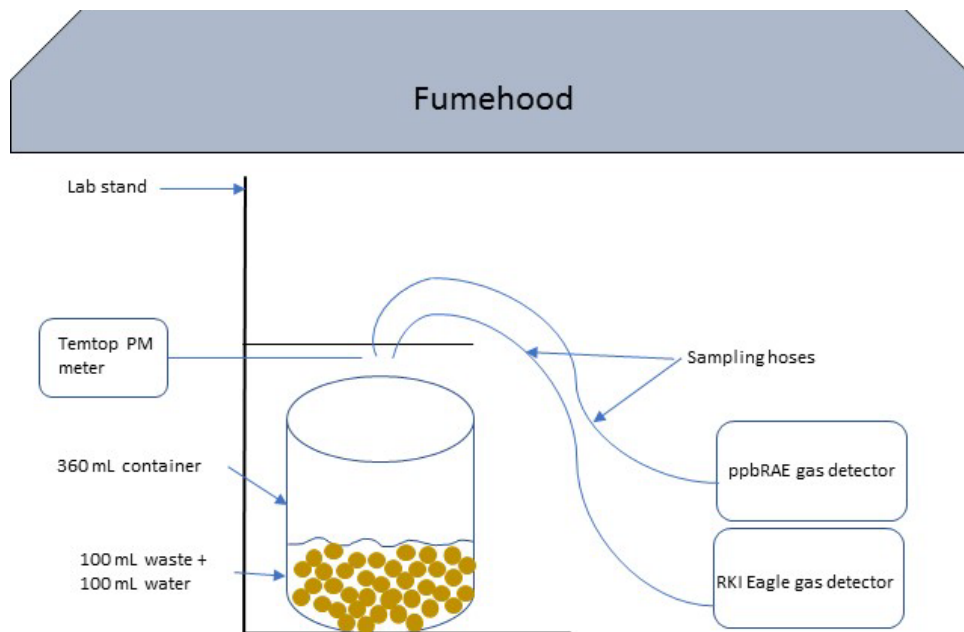 Fumehood
Lab stand
Temtop PM
meter
Sampling hoses
360 mL container
ppbRAE gas detector
100 mL waste +
100 mL water
RKI Eagle gas detector